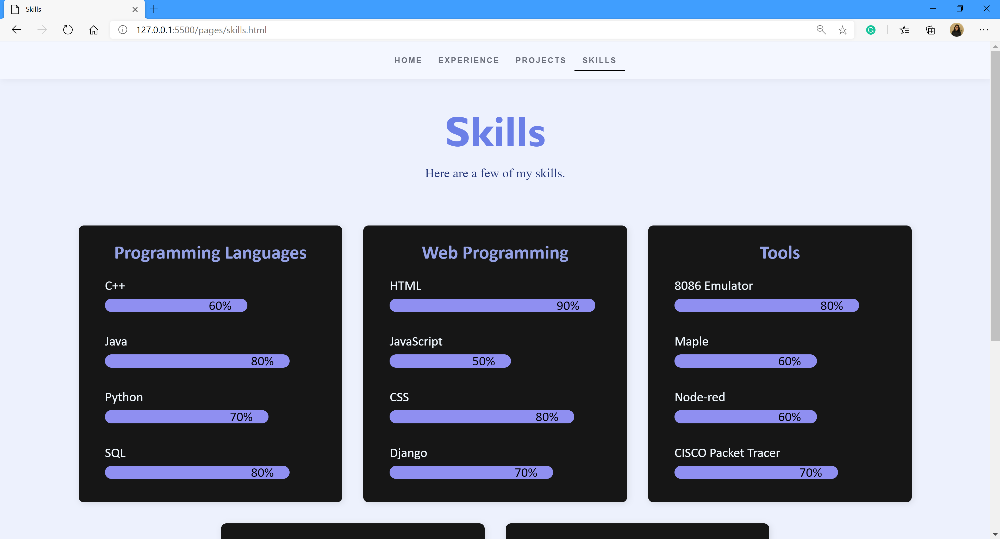 Skills
127.0.0.1:5500/pages/skills.html
HOME EXPERIENCE PROJECTS SKILLS
Skills
Here are a few of my skills.
Programming Languages
C++
60%
Java
80%
Python
70%
SQL
80%
Web Programming
HTML
90%
JavaScript
50%
CSS
80%
Django
70%
Tools
8086 Emulator
80%
Maple
60%
Node-red
60%
CISCO Packet Tracer
70%